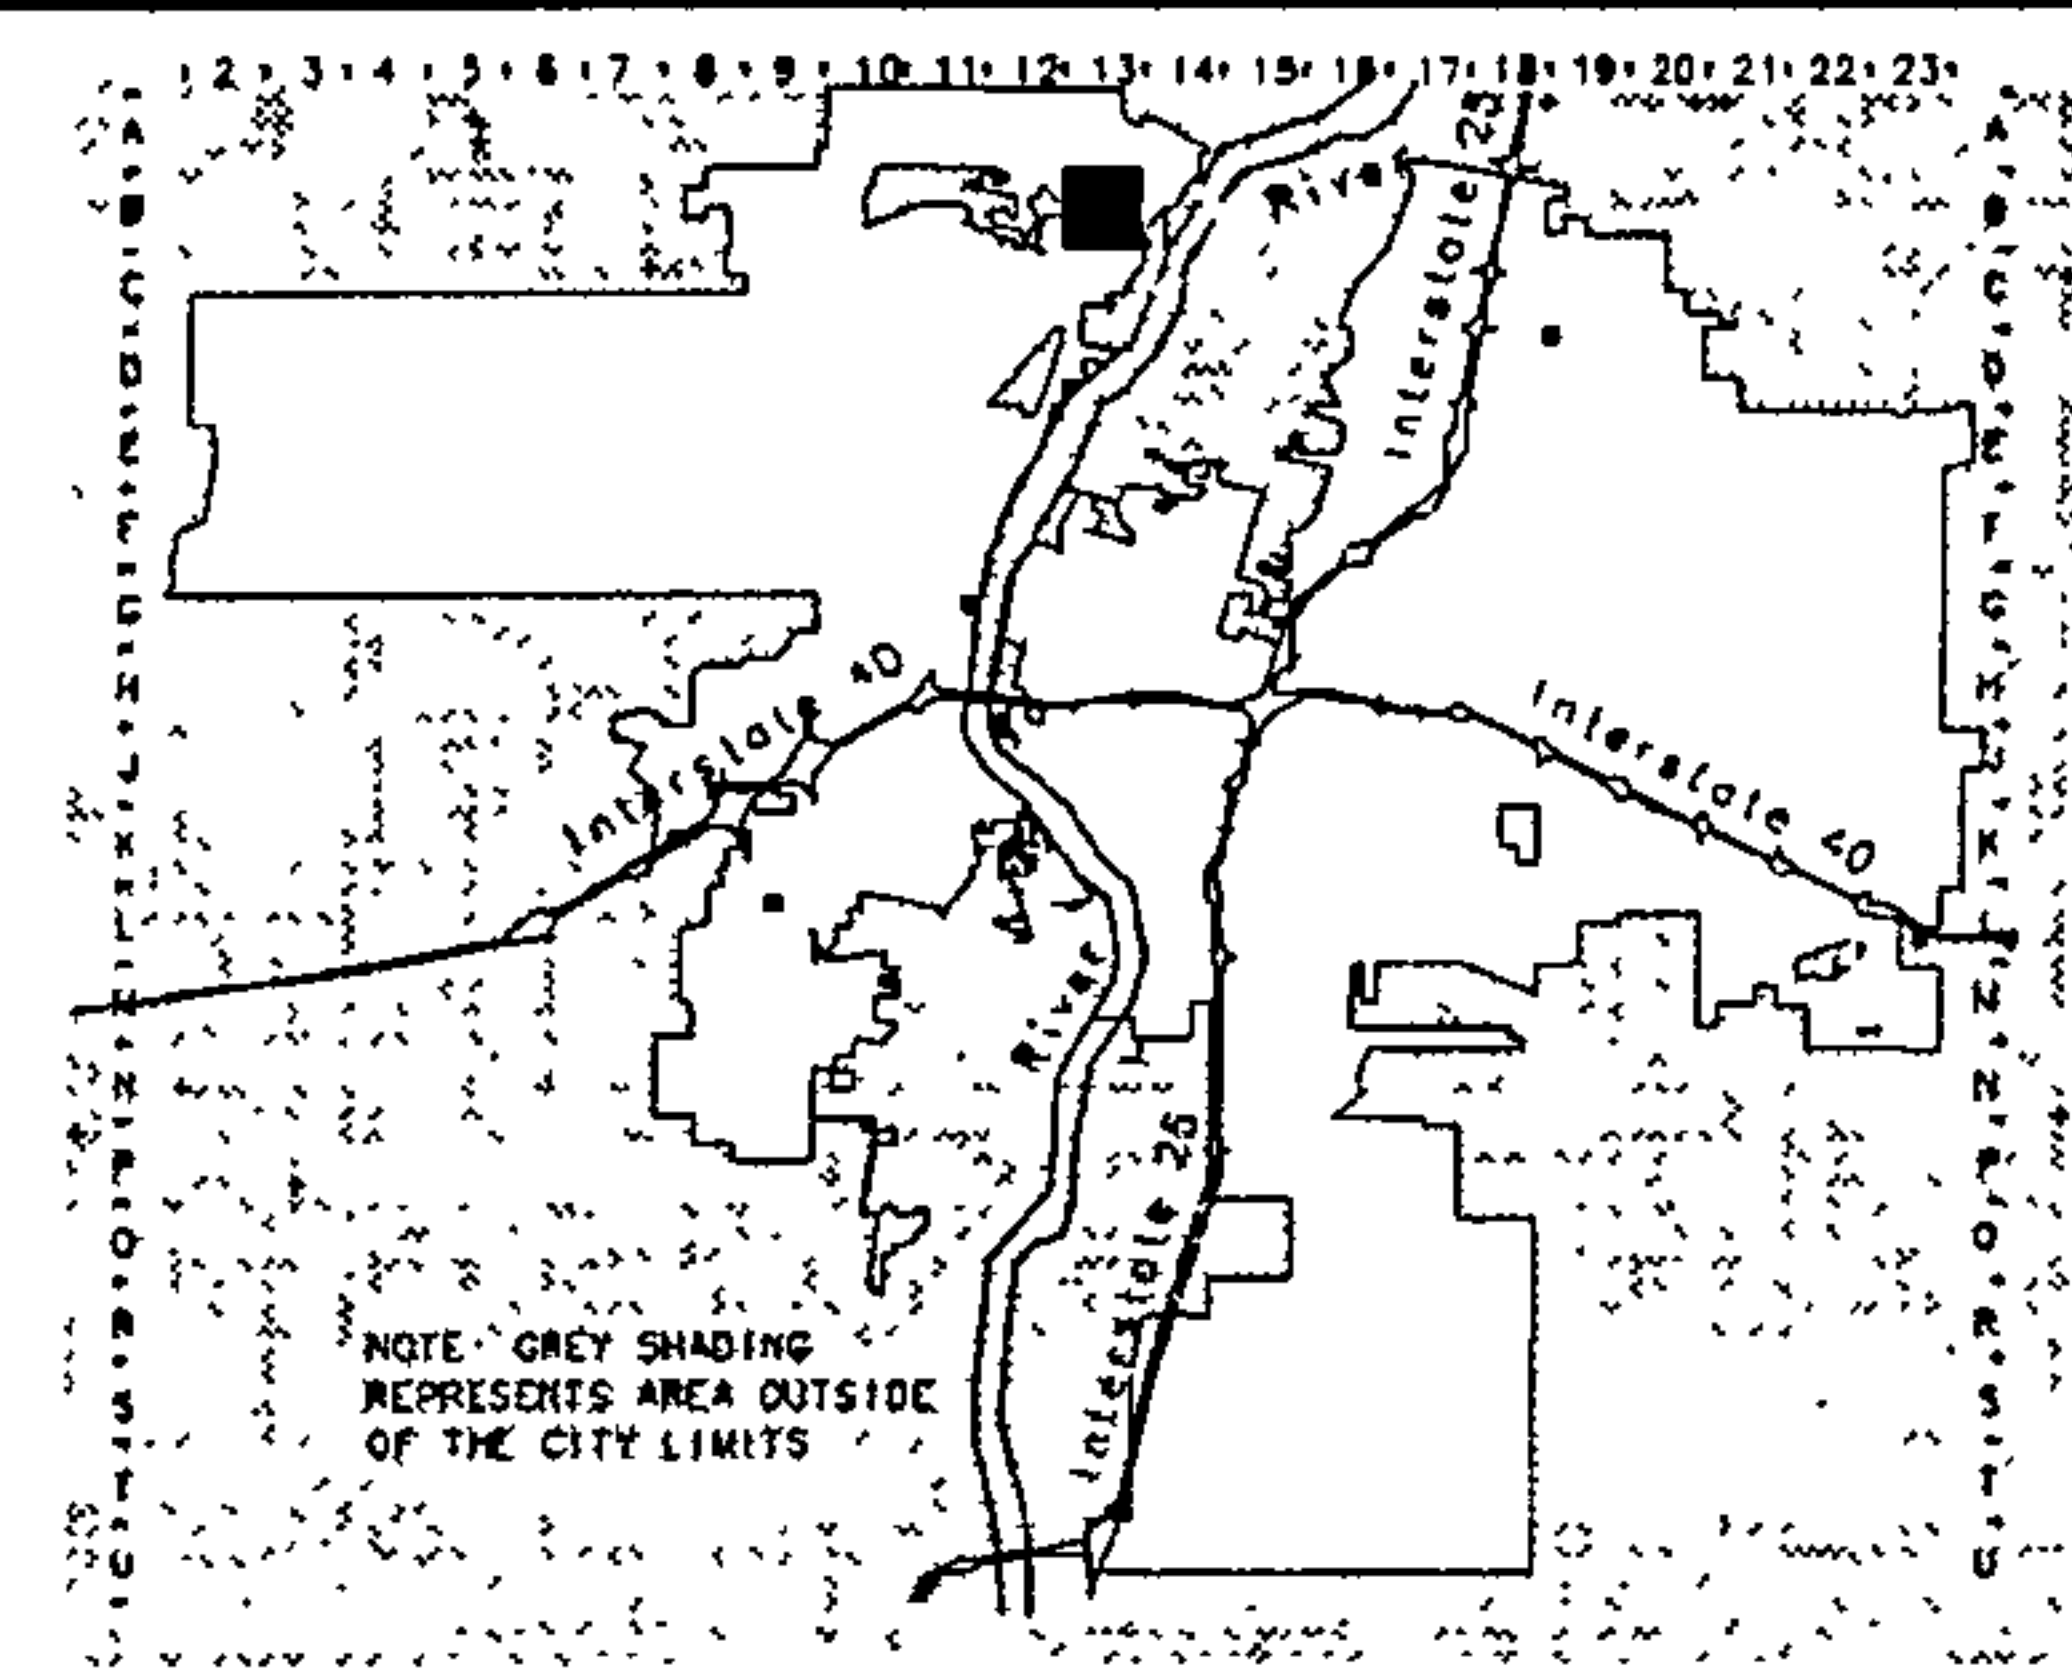 1 2 3 4 5 6 7 8 9 10 11 12 13 14 15 16 17 18 19 20 21 22 23
A A
B B
C C
D D
E E
F F
G G
H H
J J
K K
L L
M M
N N
P P
Q Q
R R
S S
T T
U U
River
Interstate 25
Interstate 40
Interstate 40
River
Interstate 25
NOTE: GREY SHADING
REPRESENTS AREA OUTSIDE
OF THE CITY LIMITS